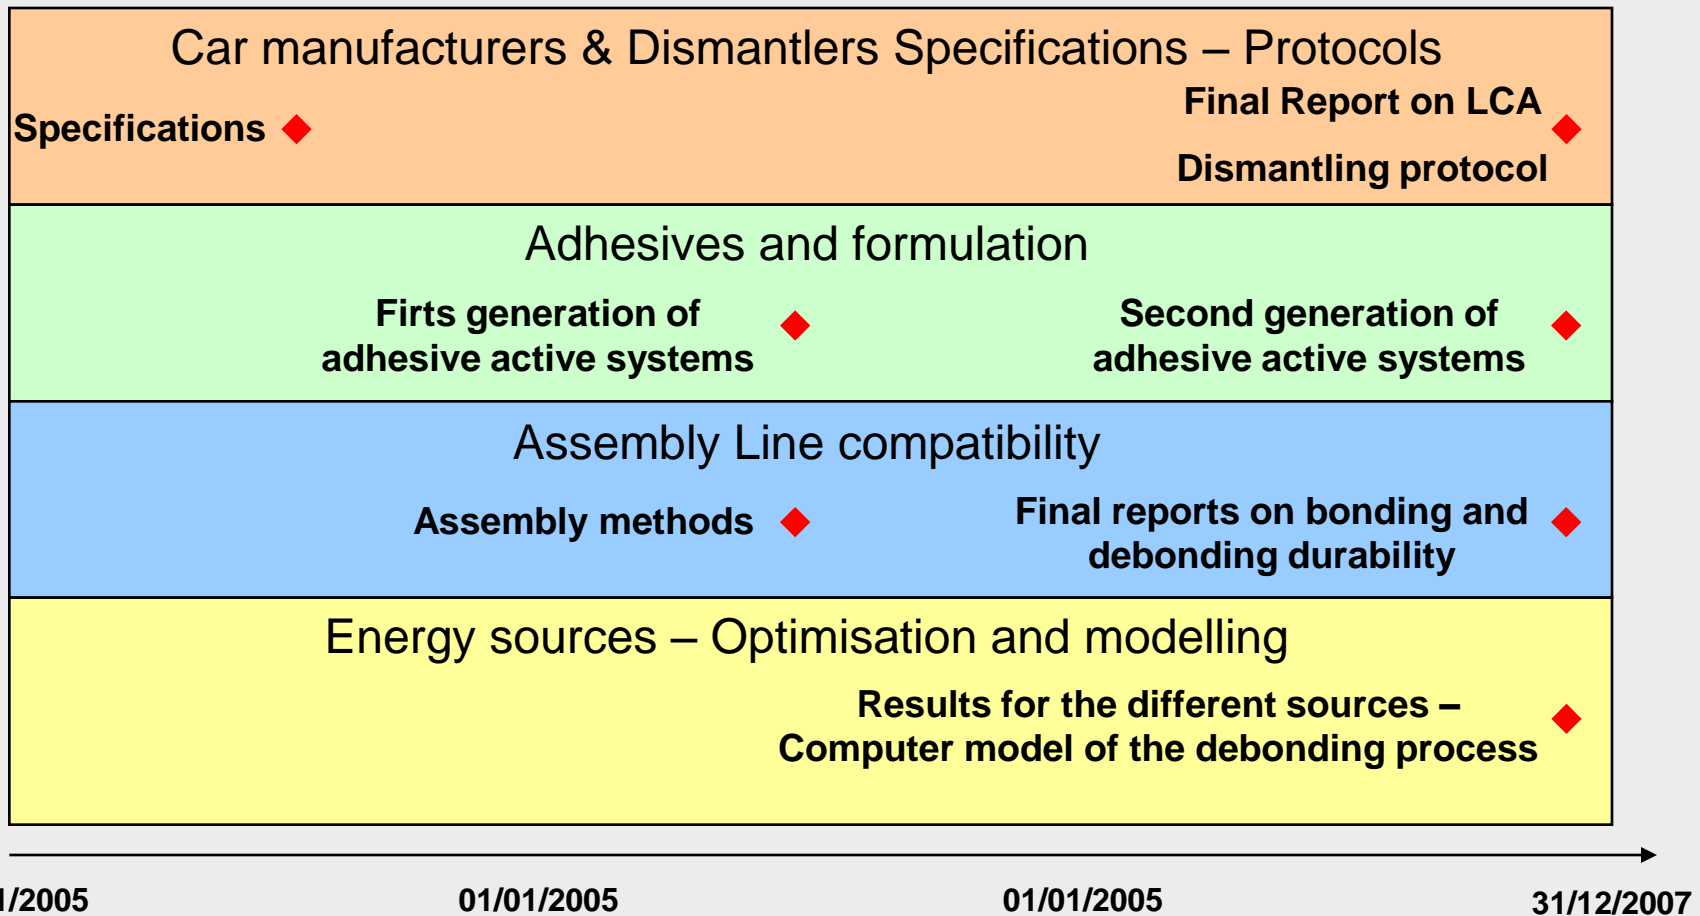 Car manufacturers & Dismantlers Specifications – Protocols
Final Report on LCA
Specifications
Dismantling protocol
Adhesives and formulation
Firts generation of
adhesive active systems
Second generation of
adhesive active systems
Assembly Line compatibility
Assembly methods
Final reports on bonding and
debonding durability
Energy sources – Optimisation and modelling
Results for the different sources –
Computer model of the debonding process
1/2005 01/01/2005 01/01/2005 31/12/2007